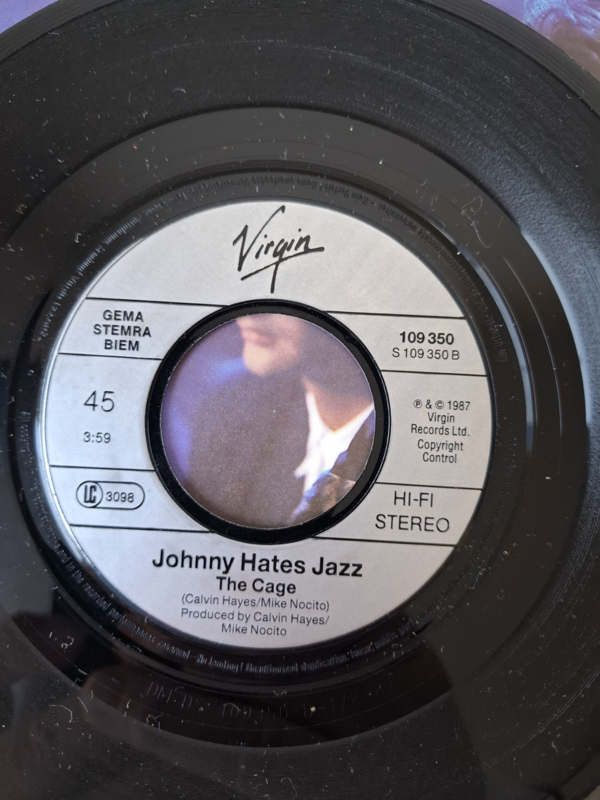 Virgin
GEMA
STEMRA
BIEM
109 350
S 109 350 B
45
3:59
℗ & © 1987
Virgin
Records Ltd.
Copyright
Control
LC 3098
HI-FI
STEREO
Johnny Hates Jazz
The Cage
(Calvin Hayes/Mike Nocito)
Produced by Calvin Hayes/
Mike Nocito